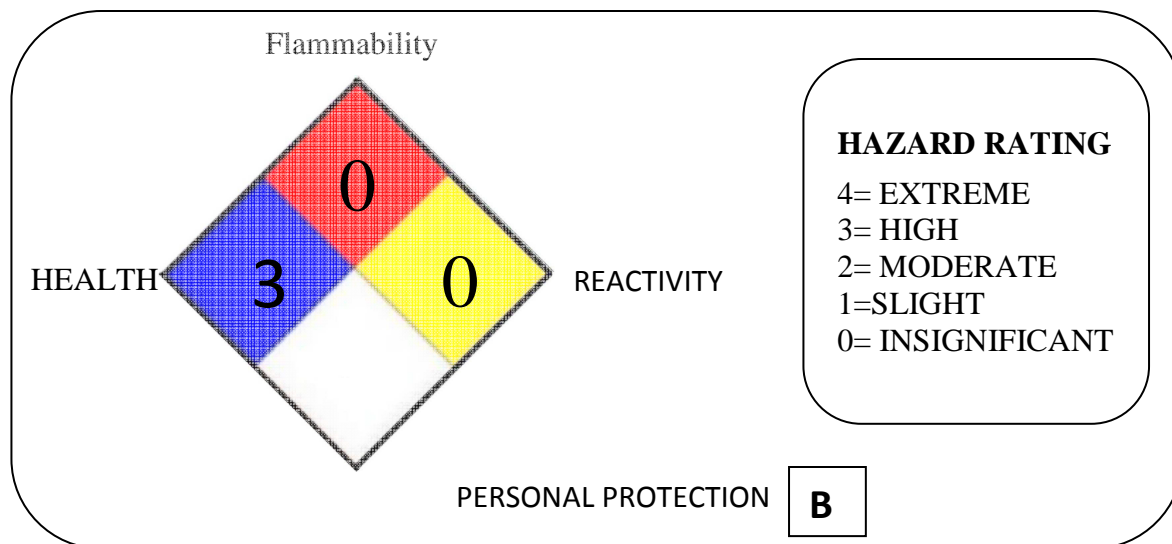 Flammability
0
HEALTH 3 0 REACTIVITY
PERSONAL PROTECTION B
HAZARD RATING
4= EXTREME
3= HIGH
2= MODERATE
1=SLIGHT
0= INSIGNIFICANT